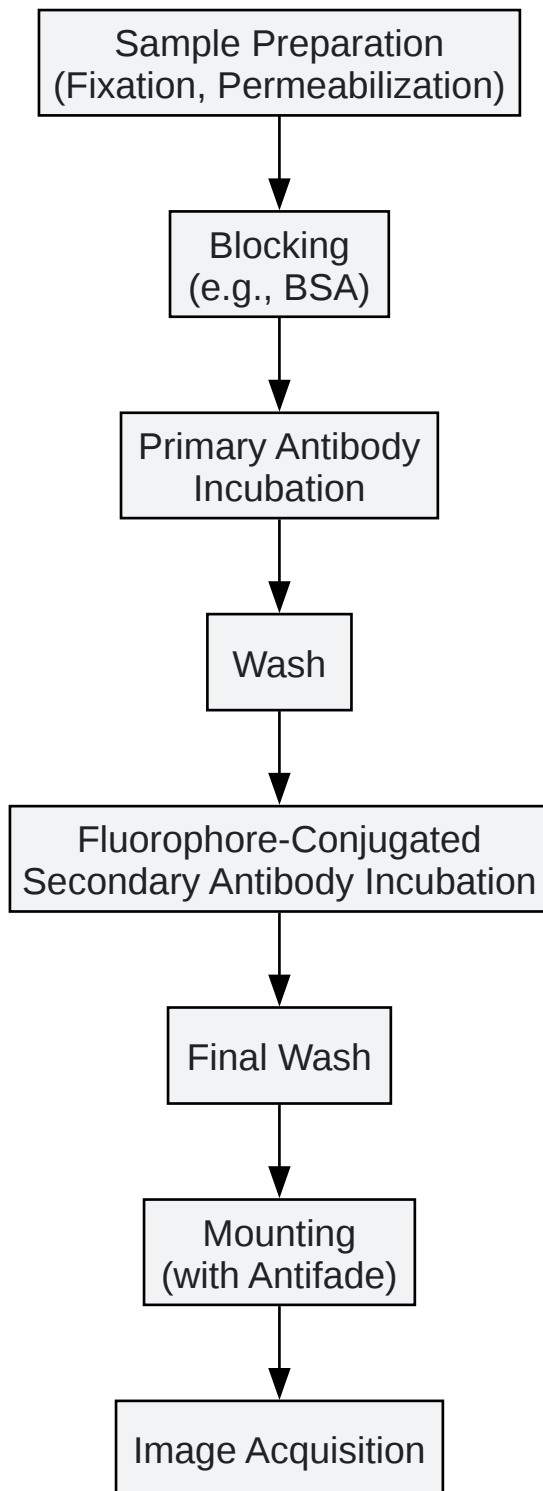 Sample Preparation
(Fixation, Permeabilization)
Blocking
(e.g., BSA)
Primary Antibody
Incubation
Wash
Fluorophore-Conjugated
Secondary Antibody Incubation
Final Wash
Mounting
(with Antifade)
Image Acquisition